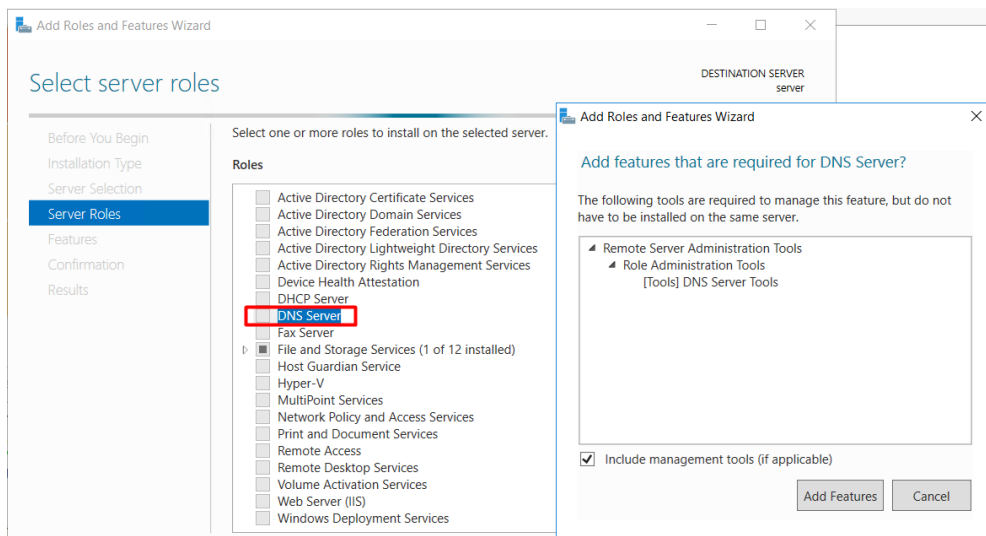 Add Roles and Features Wizard
Select server roles
DESTINATION SERVER
server
Before You Begin
Installation Type
Server Selection
Server Roles
Features
Confirmation
Results
Select one or more roles to install on the selected server.
Roles
Active Directory Certificate Services
Active Directory Domain Services
Active Directory Federation Services
Active Directory Lightweight Directory Services
Active Directory Rights Management Services
Device Health Attestation
DHCP Server
DNS Server
Fax Server
File and Storage Services (1 of 12 installed)
Host Guardian Service
Hyper-V
MultiPoint Services
Network Policy and Access Services
Print and Document Services
Remote Access
Remote Desktop Services
Volume Activation Services
Web Server (IIS)
Windows Deployment Services
Add Roles and Features Wizard
Add features that are required for DNS Server?
The following tools are required to manage this feature, but do not
have to be installed on the same server.
Remote Server Administration Tools
Role Administration Tools
[Tools] DNS Server Tools
Include management tools (if applicable)
Add Features
Cancel